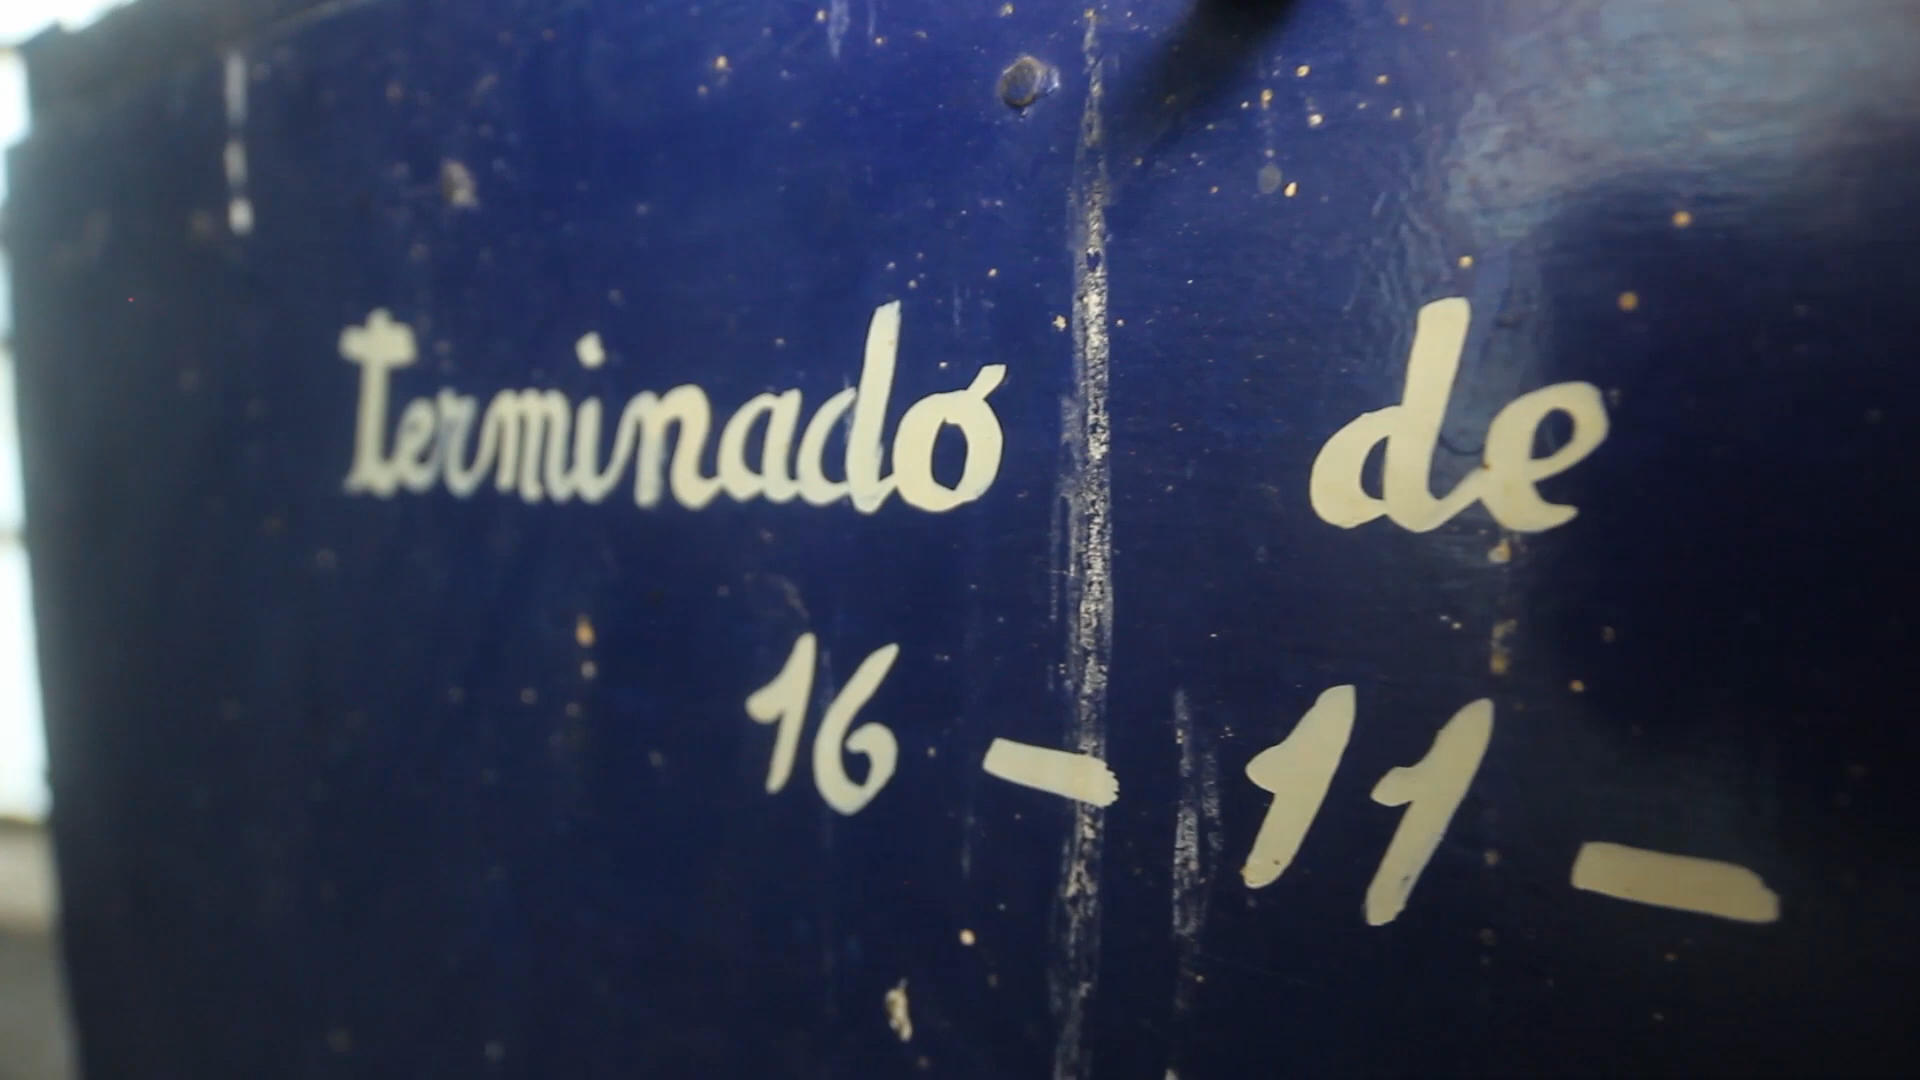 terminadó de
16 - 11 -